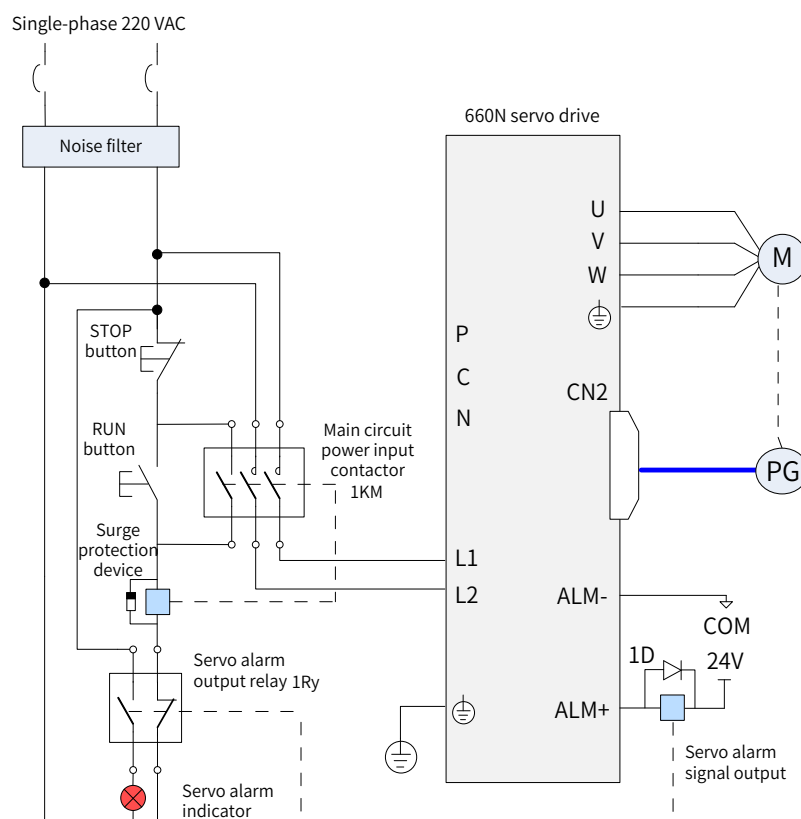 Single-phase 220 VAC
Noise filter
660N servo drive
U
V
W
M
STOP
button
P
C
N
CN2
RUN
button
Main circuit
power input
contactor
1KM
PG
Surge
protection
device
L1
L2
ALM-
COM
1D
24V
ALM+
Servo alarm
output relay 1Ry
Servo alarm
signal output
Servo alarm
indicator